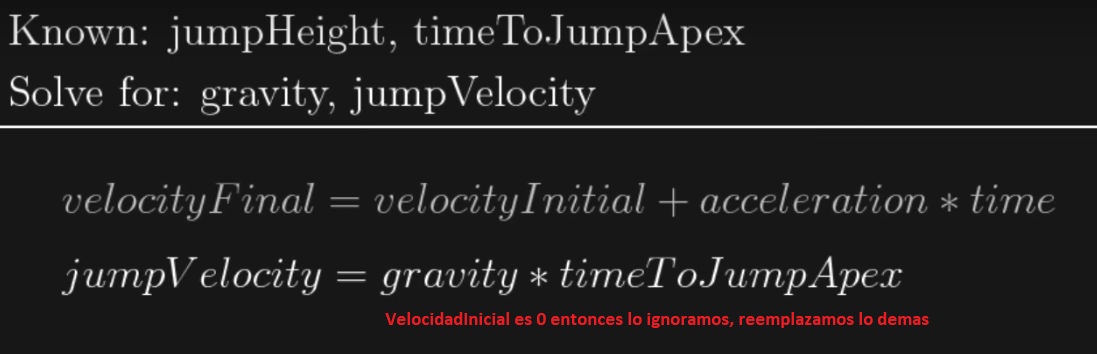 Known: jumpHeight, timeToJumpApex
Solve for: gravity, jumpVelocity
velocityFinal = velocityInitial + acceleration * time
jumpVelocity = gravity * timeToJumpApex
VelocidadInicial es 0 entonces lo ignoramos, reemplazamos lo demas